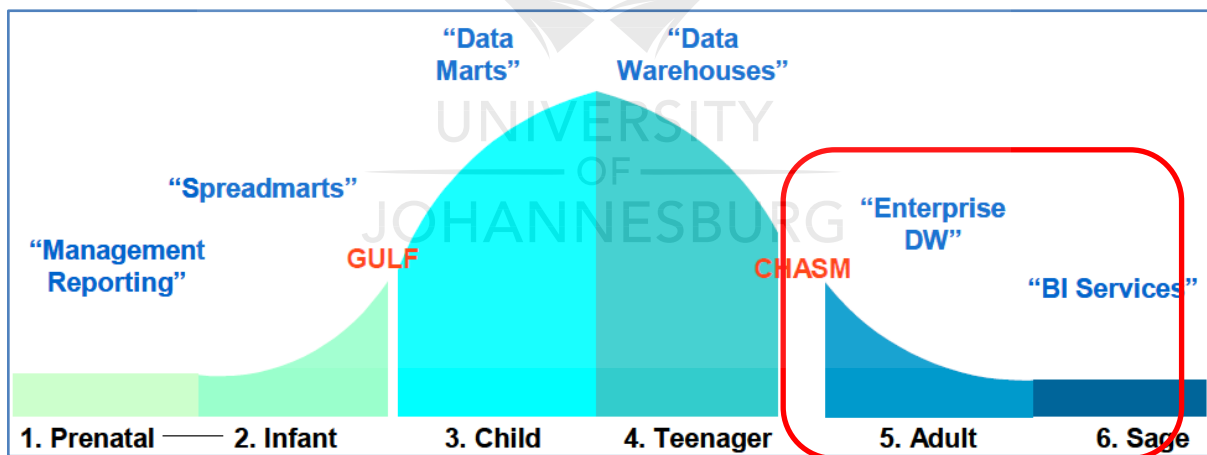 “Data
Marts”
“Data
Warehouses”
UNIVERSITY
OF
JOHANNESBURG
“Spreadmarts”
“Enterprise
DW”
“Management
Reporting”
GULF
CHASM
“BI Services”
1. Prenatal
2. Infant
3. Child
4. Teenager
5. Adult
6. Sage